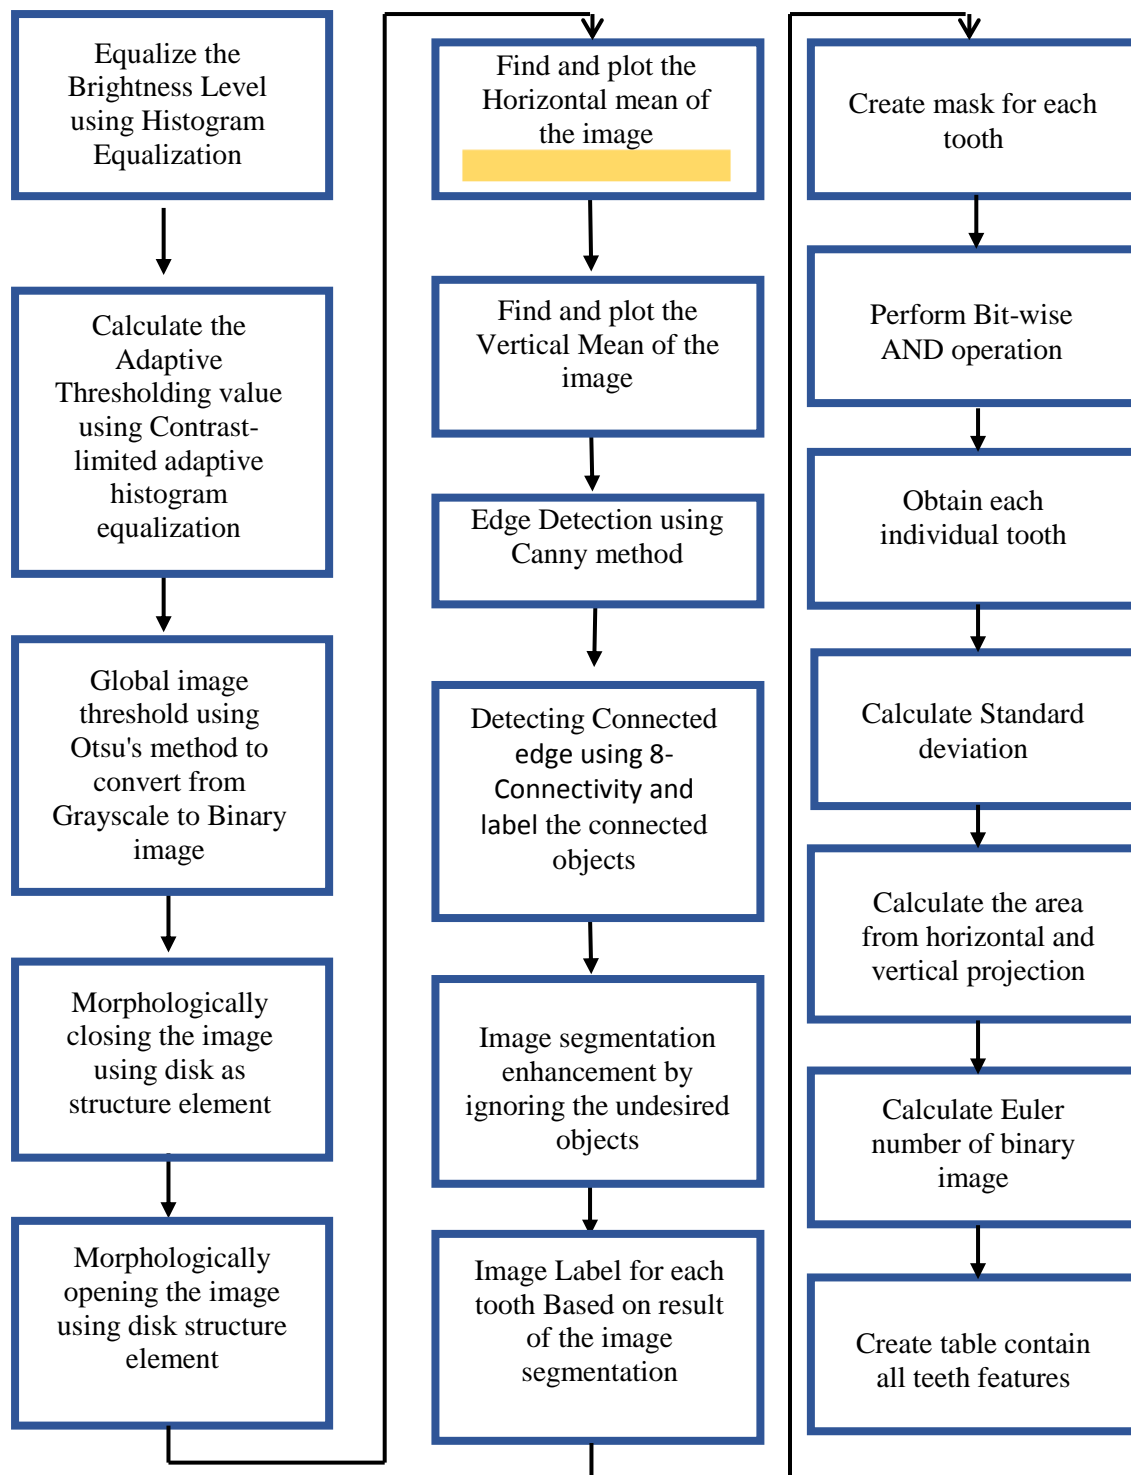 Equalize the
Brightness Level
using Histogram
Equalization
Calculate the
Adaptive
Thresholding value
using Contrast-
limited adaptive
histogram
equalization
Global image
threshold using
Otsu's method to
convert from
Grayscale to Binary
image
Morphologically
closing the image
using disk as
structure element
Morphologically
opening the image
using disk structure
element
Find and plot the
Horizontal mean of
the image
Find and plot the
Vertical Mean of the
image
Edge Detection using
Canny method
Detecting Connected
edge using 8-
Connectivity and
label the connected
objects
Image segmentation
enhancement by
ignoring the undesired
objects
Image Label for each
tooth Based on result
of the image
segmentation
Create mask for each
tooth
Perform Bit-wise
AND operation
Obtain each
individual tooth
Calculate Standard
deviation
Calculate the area
from horizontal and
vertical projection
Calculate Euler
number of binary
image
Create table contain
all teeth features